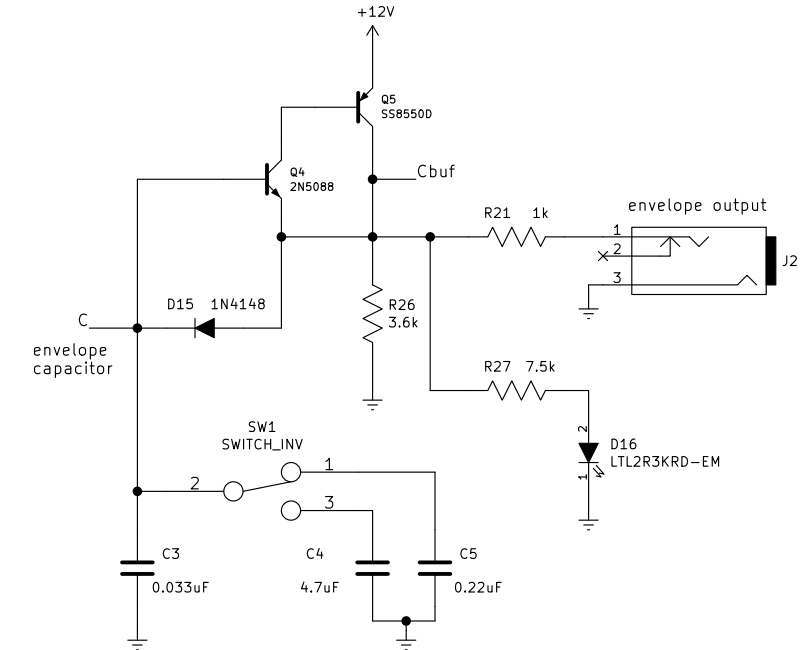 +12V
Q5
SS8550D
Q4
2N5088
Cbuf
envelope output
R21 1k
1
2
3
J2
D15 1N4148
R26
3.6k
C
envelope
capacitor
R27 7.5k
2
D16
LTL2R3KRD-EM
1
SW1
SWITCH_INV
1
2
3
C3
0.033uF
C4
4.7uF
C5
0.22uF